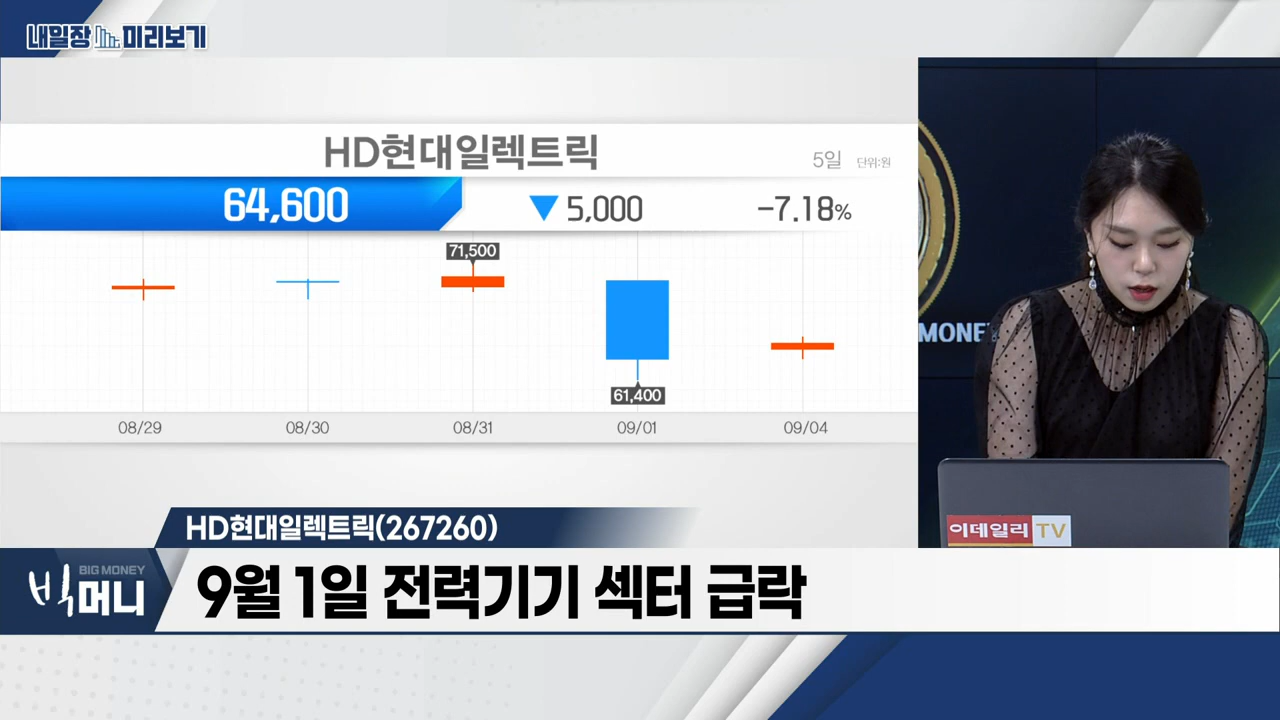 내일장 미리보기
HD현대일렉트릭
5일 단위:원
64,600 ▼ 5,000 -7.18%
71,500
61,400
08/29 08/30 08/31 09/01 09/04
MONE
이데일리 TV
HD현대일렉트릭(267260)
BIG MONEY
빅머니
9월 1일 전력기기 섹터 급락